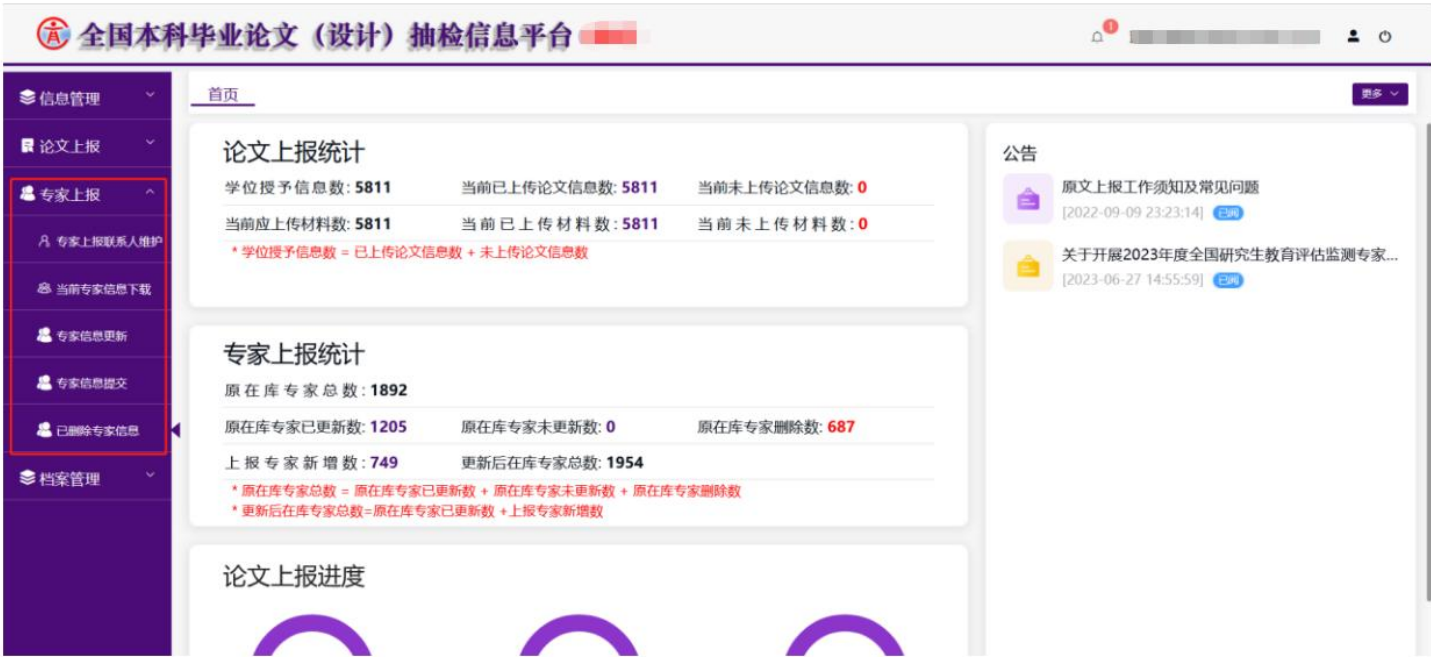 全国本科毕业论文（设计）抽检信息平台
1
信息管理
论文上报
专家上报
专家上报联系人维护
当前专家信息下载
专家信息更新
专家信息提交
已删除专家信息
档案管理
首页
更多
论文上报统计
学位授予信息数: 5811 当前已上传论文信息数: 5811 当前未上传论文信息数: 0
当前应上传材料数: 5811 当前已上传材料数: 5811 当前未上传材料数: 0
* 学位授予信息数 = 已上传论文信息数 + 未上传论文信息数
专家上报统计
原在库专家总数: 1892
原在库专家已更新数: 1205 原在库专家未更新数: 0 原在库专家删除数: 687
上报专家新增数: 749 更新后在库专家总数: 1954
* 原在库专家总数 = 原在库专家已更新数 + 原在库专家未更新数 + 原在库专家删除数
* 更新后在库专家总数=原在库专家已更新数 +上报专家新增数
论文上报进度
公告
原文上报工作须知及常见问题
[2022-09-09 23:23:14] 已阅
关于开展2023年度全国研究生教育评估监测专家...
[2023-06-27 14:55:59] 已阅